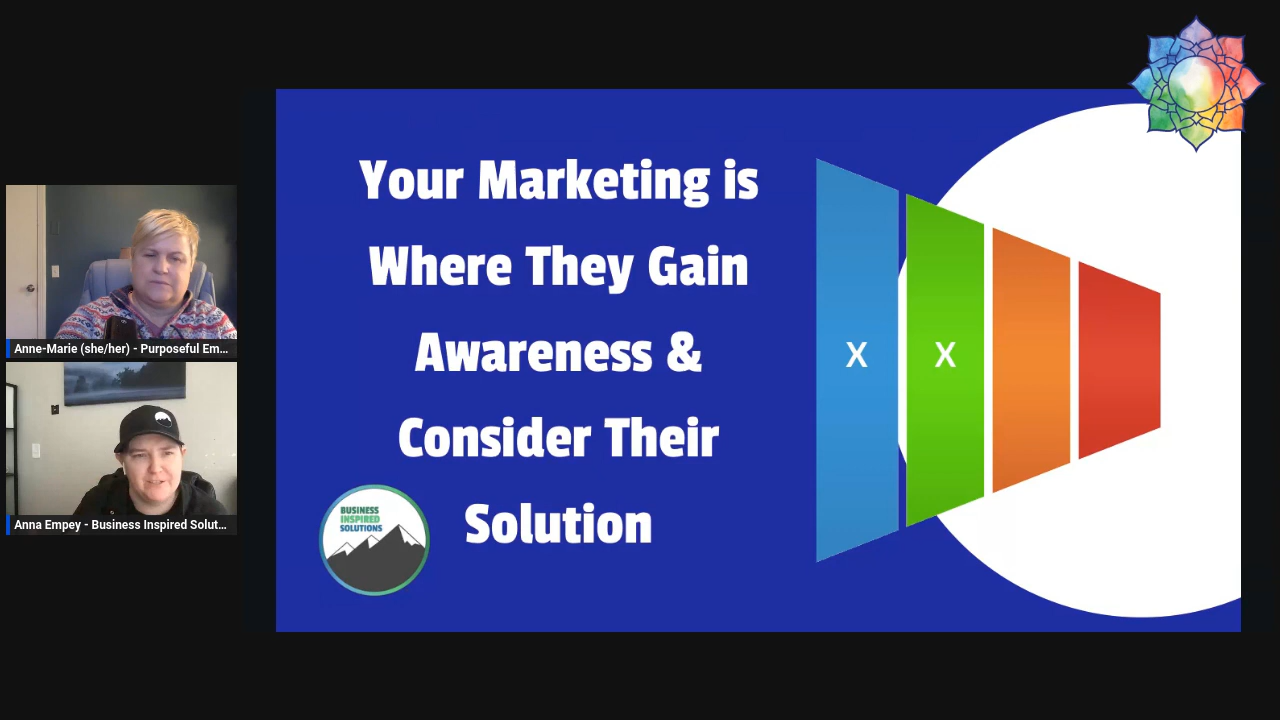 Your Marketing is
Where They Gain
Awareness &
Consider Their
Solution
X
X
BUSINESS
INSPIRED
SOLUTIONS
Anne-Marie (she/her) - Purposeful Em...
Anna Empey - Business Inspired Solut...